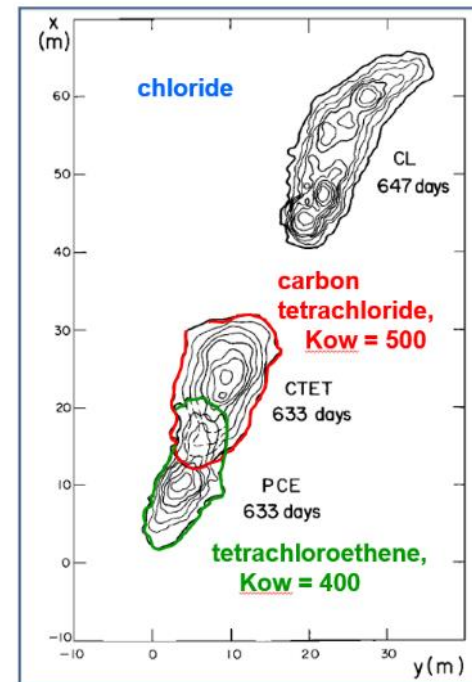 x
(m)
60
chloride
CL
647 days
50
40
carbon
tetrachloride,
Kow = 500
30
CTET
633 days
20
10
PCE
633 days
tetrachloroethene,
Kow = 400
0
-10
-10
0
10
20
30
y(m)